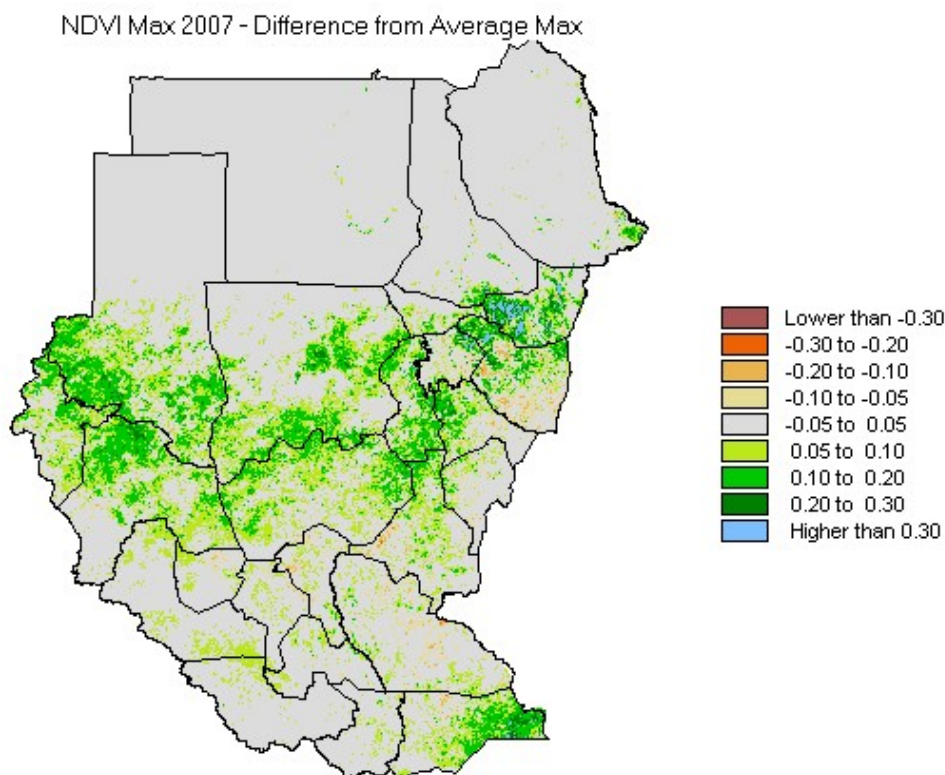 NDVI Max 2007 - Difference from Average Max
Lower than -0.30
-0.30 to -0.20
-0.20 to -0.10
-0.10 to -0.05
-0.05 to 0.05
0.05 to 0.10
0.10 to 0.20
0.20 to 0.30
Higher than 0.30